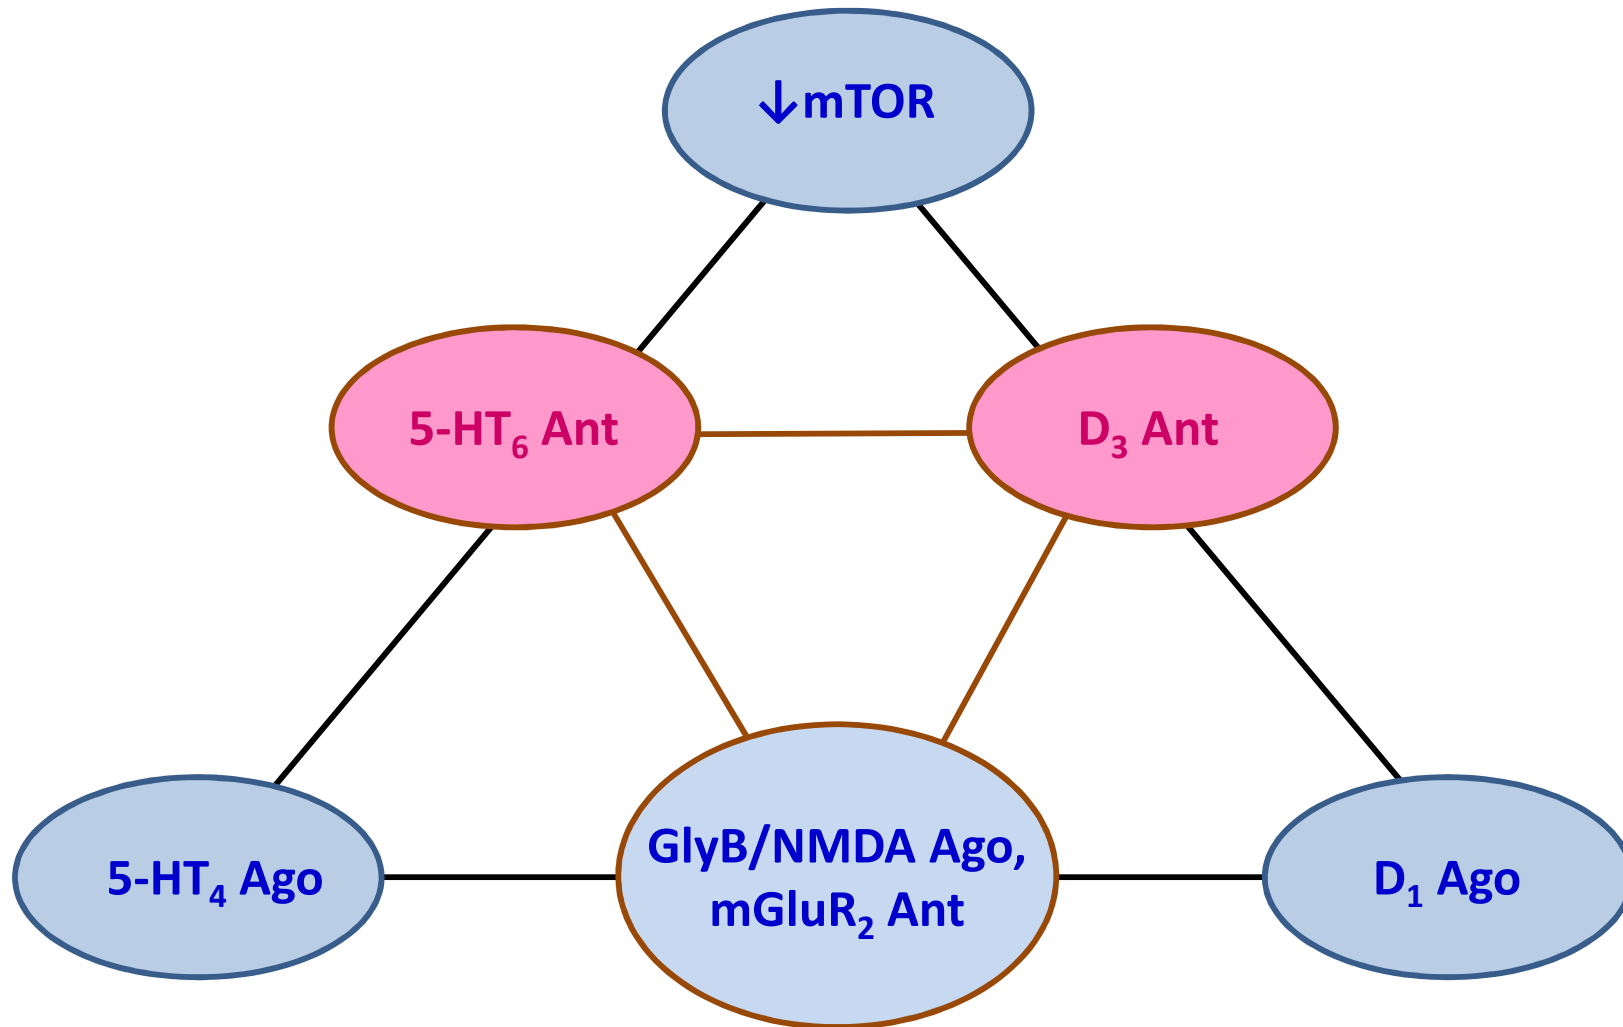 ↓mTOR
5-HT₆ Ant
D₃ Ant
5-HT₄ Ago
GlyB/NMDA Ago,
mGluR₂ Ant
D₁ Ago